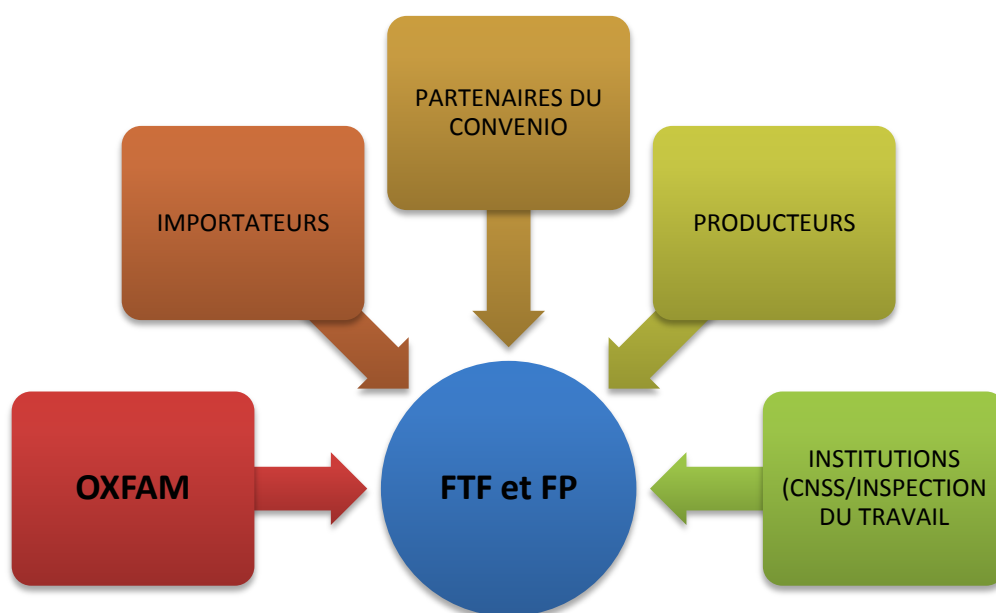 PARTENAIRES DU
CONVENIO
IMPORTATEURS
PRODUCTEURS
OXFAM
FTF et FP
INSTITUTIONS
(CNSS/INSPECTION
DU TRAVAIL